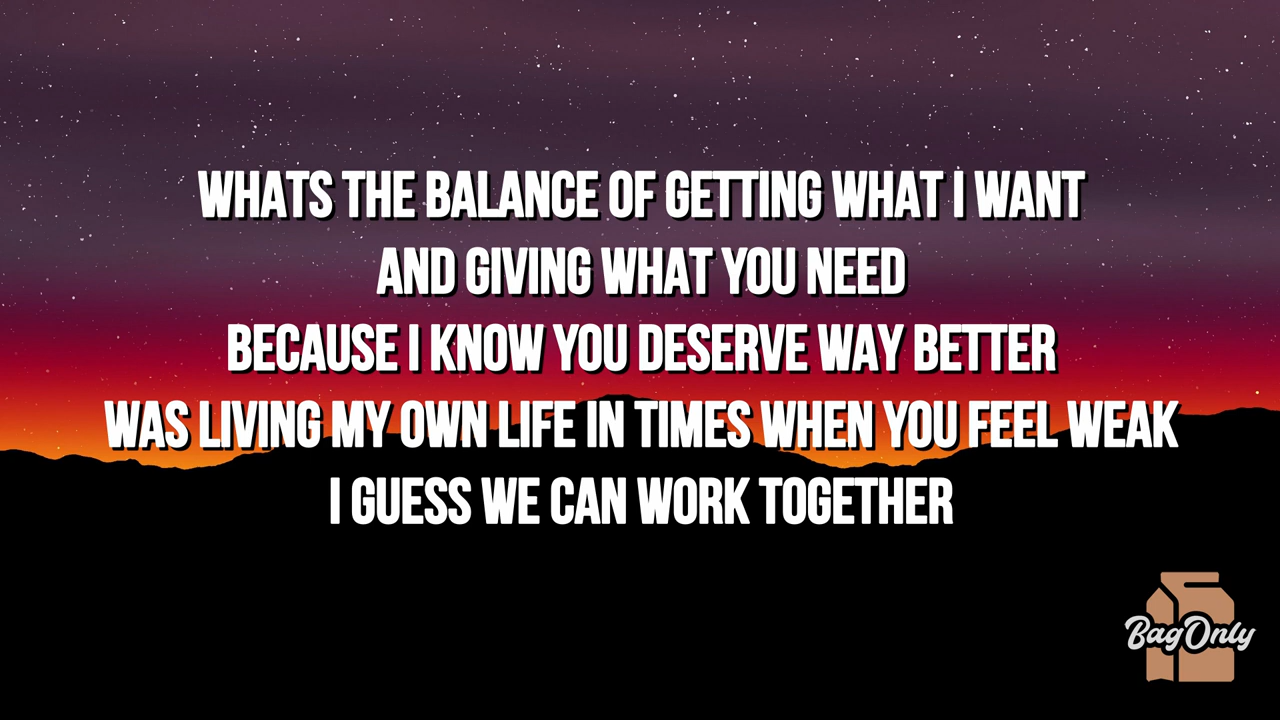 WHATS THE BALANCE OF GETTING WHAT I WANT
AND GIVING WHAT YOU NEED
BECAUSE I KNOW YOU DESERVE WAY BETTER
WAS LIVING MY OWN LIFE IN TIMES WHEN YOU FEEL WEAK
I GUESS WE CAN WORK TOGETHER
BagOnly